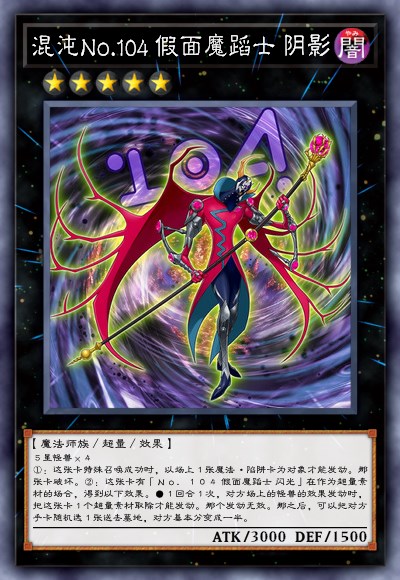 混沌No.104 假面魔蹈士 阴影
闇
やみ
104
【魔法师族／超量／效果】
５星怪兽×４
①：这张卡特殊召唤成功时，以场上１张魔法·陷阱卡为对象才能发动。那
张卡破坏。②：这张卡有「Ｎｏ．１０４ 假面魔蹈士 闪光」在作为超量素
材的场合，得到以下效果。●１回合１次，对方场上的怪兽的效果发动时，
把这张卡１个超量素材取除才能发动。那个发动无效。那之后，可以把对方
手卡随机选１张送去墓地，对方基本分变成一半。
ATK/3000 DEF/1500